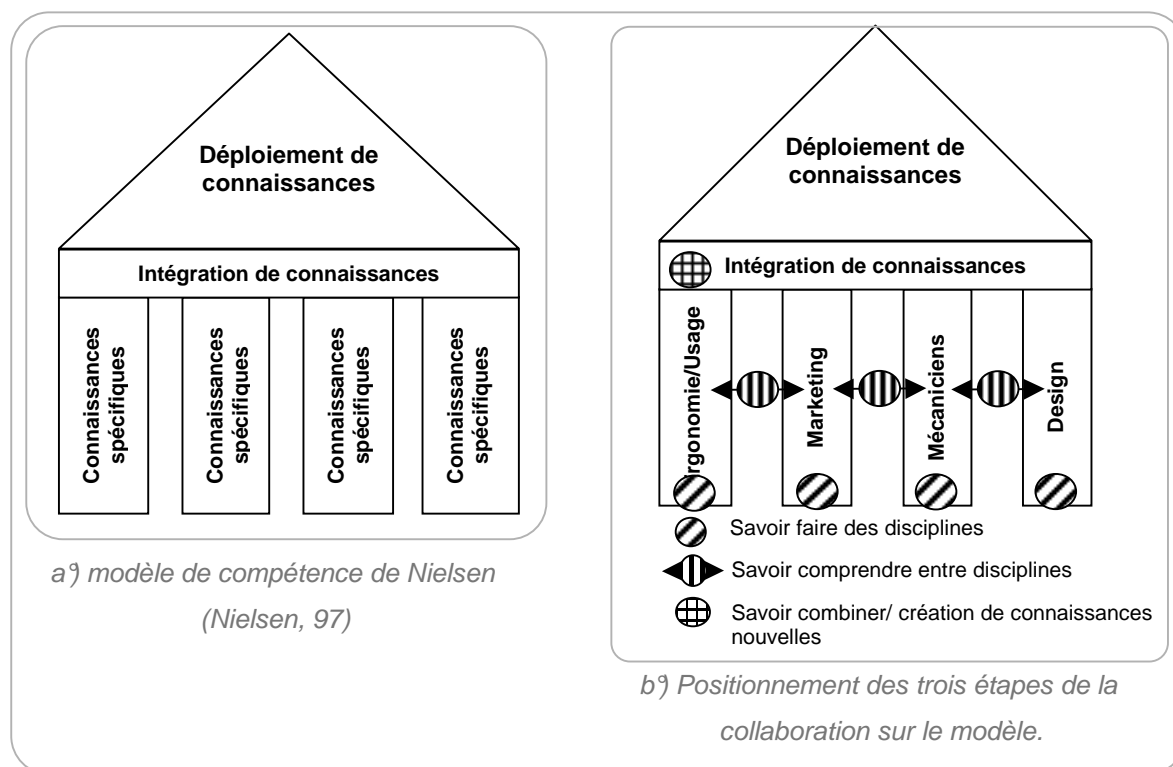 Déploiement de
connaissances
Intégration de connaissances
Connaissances
spécifiques
Connaissances
spécifiques
Connaissances
spécifiques
Connaissances
spécifiques
a°) modèle de compétence de Nielsen
(Nielsen, 97)
Déploiement de
connaissances
Intégration de connaissances
Ergonomie/Usage
Marketing
Mécaniciens
Design
Savoir faire des disciplines
Savoir comprendre entre disciplines
Savoir combiner/ création de connaissances
nouvelles
b°) Positionnement des trois étapes de la
collaboration sur le modèle.